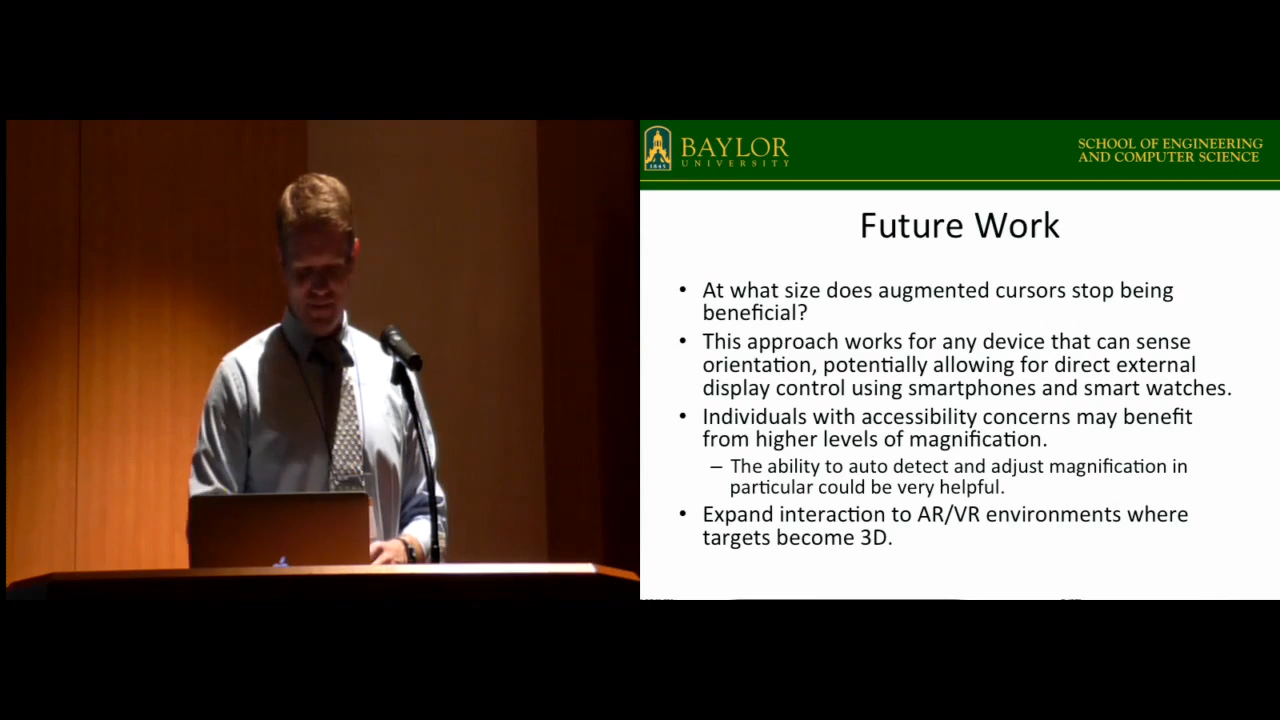 BAYLOR
UNIVERSITY
1845
SCHOOL OF ENGINEERING
AND COMPUTER SCIENCE
Future Work
• At what size does augmented cursors stop being
beneficial?
• This approach works for any device that can sense
orientation, potentially allowing for direct external
display control using smartphones and smart watches.
• Individuals with accessibility concerns may benefit
from higher levels of magnification.
– The ability to auto detect and adjust magnification in
particular could be very helpful.
• Expand interaction to AR/VR environments where
targets become 3D.